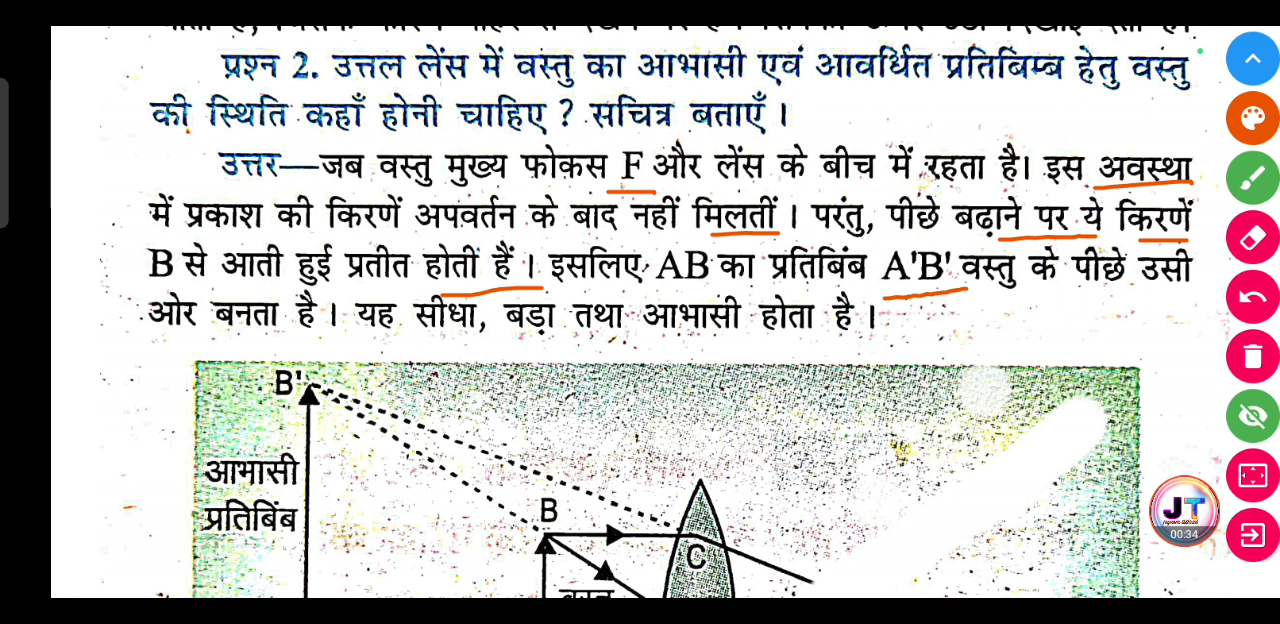 प्रश्न 2. उत्तल लेंस में वस्तु का आभासी एवं आवर्धित प्रतिबिम्ब हेतु वस्तु
की स्थिति कहाँ होनी चाहिए ? सचित्र बताएँ ।
उत्तर—जब वस्तु मुख्य फोकस F और लेंस के बीच में रहता है। इस अवस्था
में प्रकाश की किरणें अपवर्तन के बाद नहीं मिलतीं । परंतु, पीछे बढ़ाने पर ये किरणें
B से आती हुई प्रतीत होती हैं । इसलिए AB का प्रतिबिंब A'B' वस्तु के पीछे उसी
ओर बनता है । यह सीधा, बड़ा तथा आभासी होता है ।
B'
आभासी
प्रतिबिंब
B
C
JT
00:34